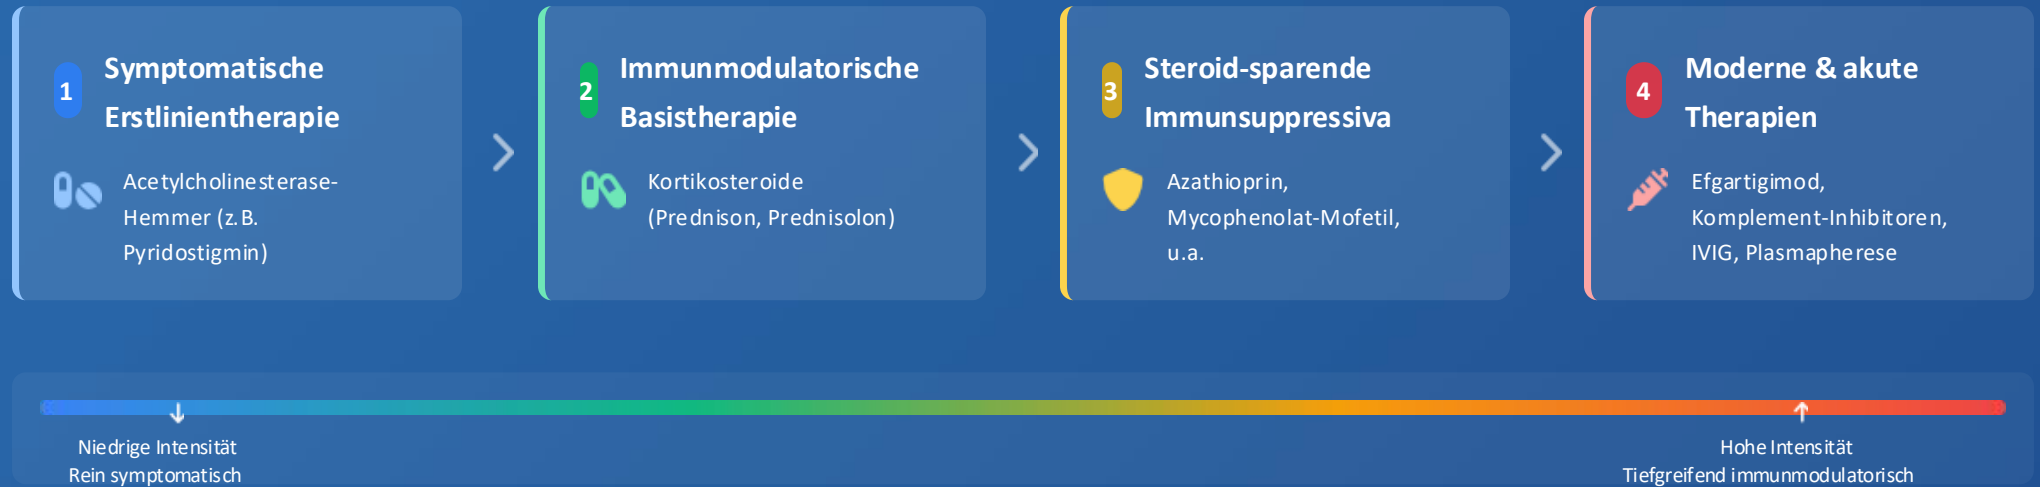 1
Symptomatische
Erstlinientherapie
Acetylcholinesterase-
Hemmer (z.B.
Pyridostigmin)
2
Immunmodulatorische
Basistherapie
Kortikosteroide
(Prednison, Prednisolon)
3
Steroid-sparende
Immunsuppressiva
Azathioprin,
Mycophenolat-Mofetil,
u.a.
4
Moderne & akute
Therapien
Efgartigimod,
Komplement-Inhibitoren,
IVIG, Plasmapherese
Niedrige Intensität
Rein symptomatisch
Hohe Intensität
Tiefgreifend immunmodulatorisch